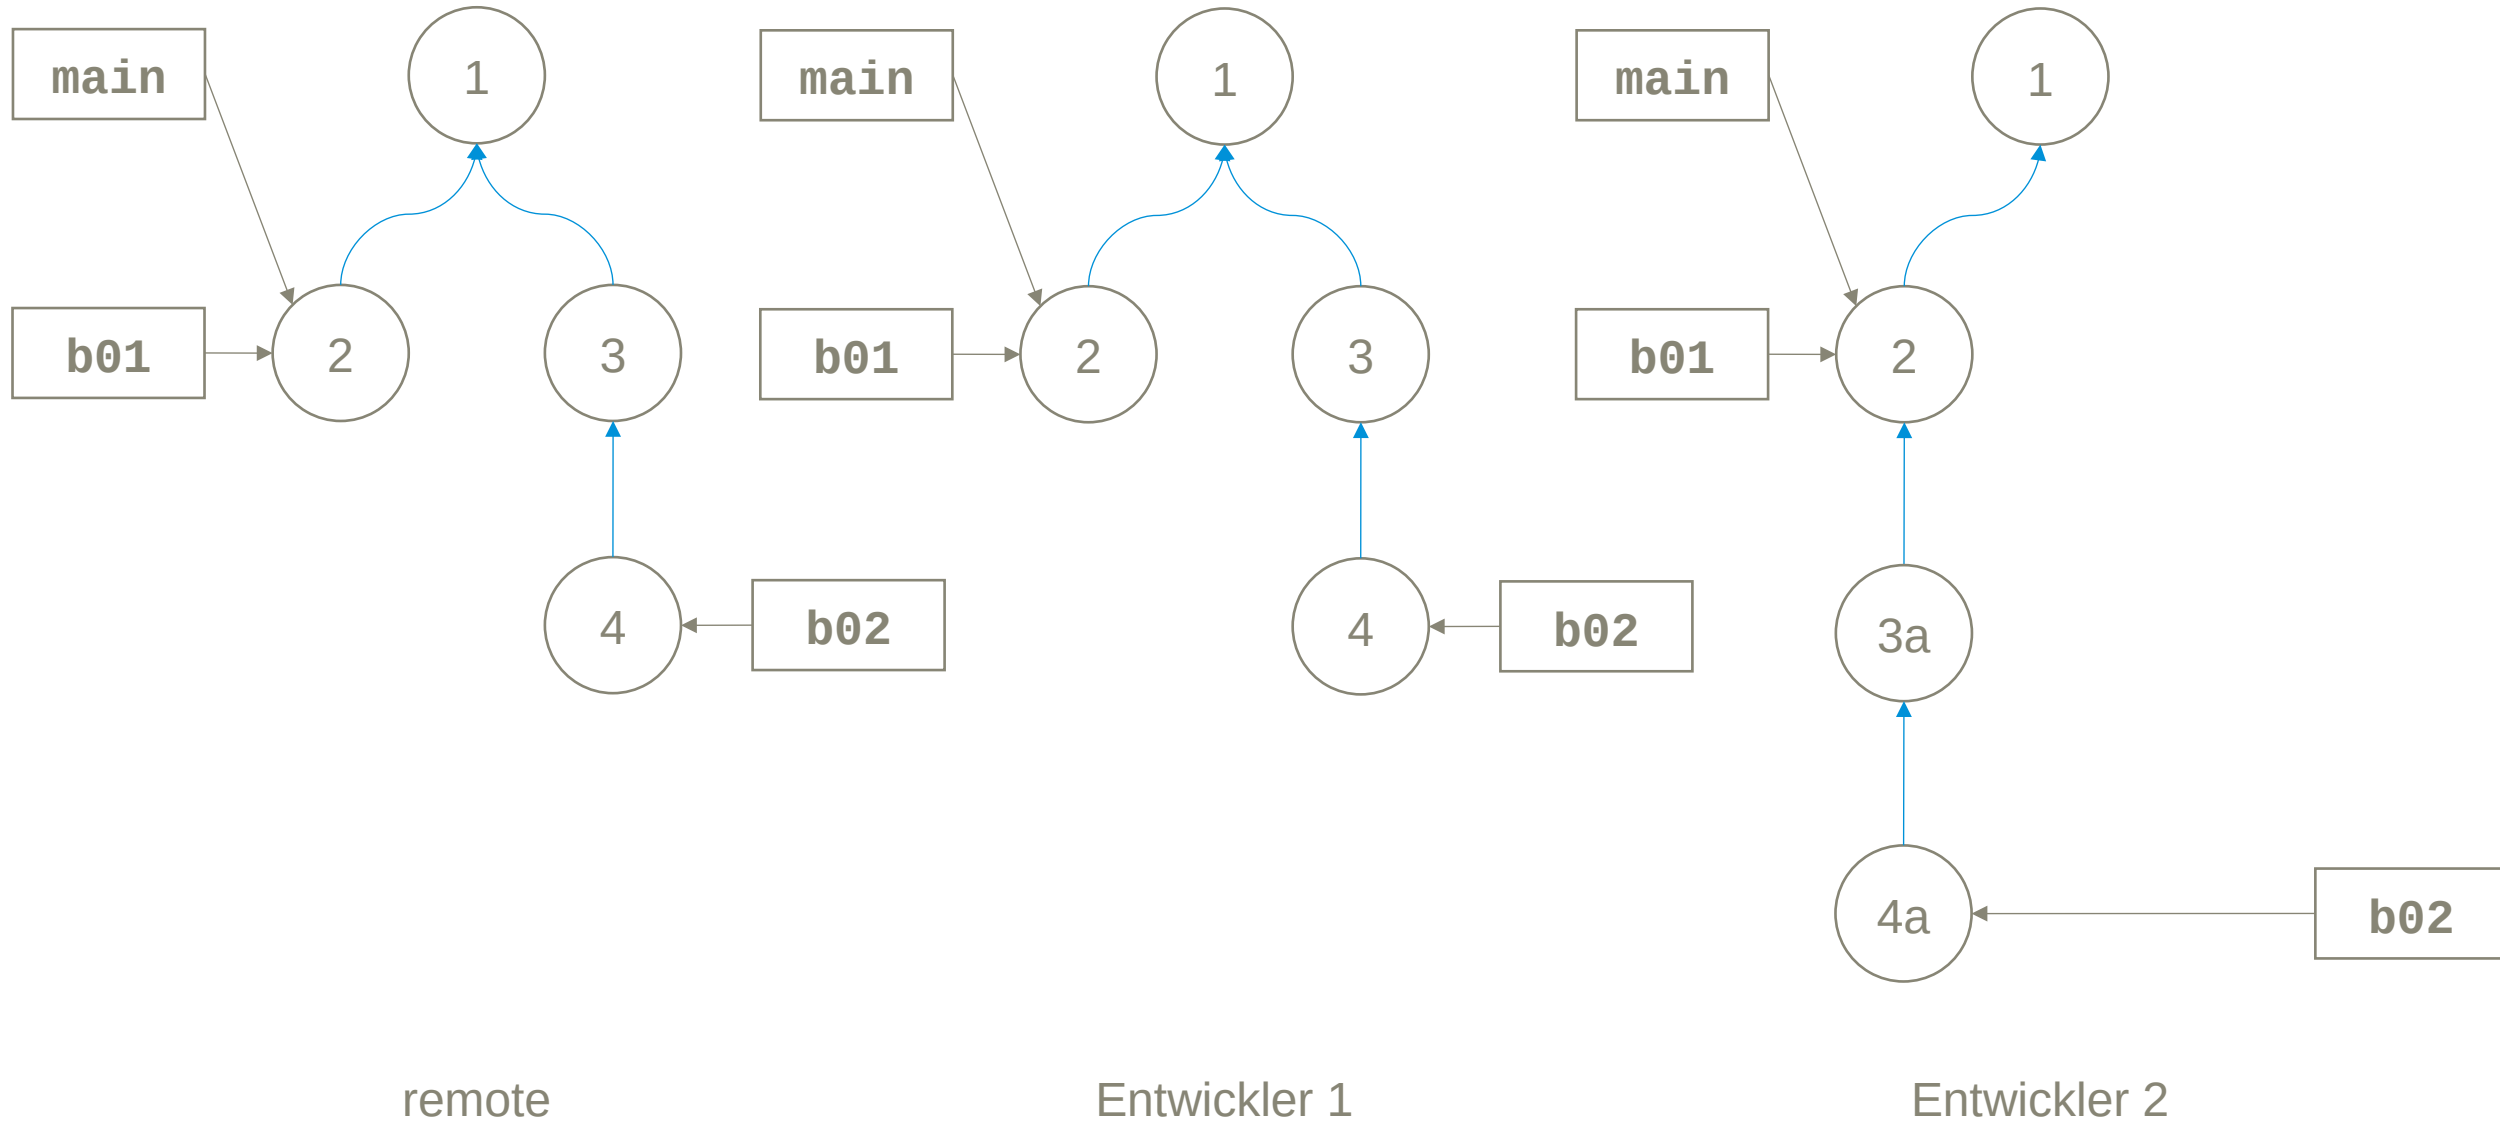 main
1
b01
2
3
4
b02
remote
main
1
b01
2
3
4
b02
Entwickler 1
main
1
b01
2
3a
4a
b02
Entwickler 2